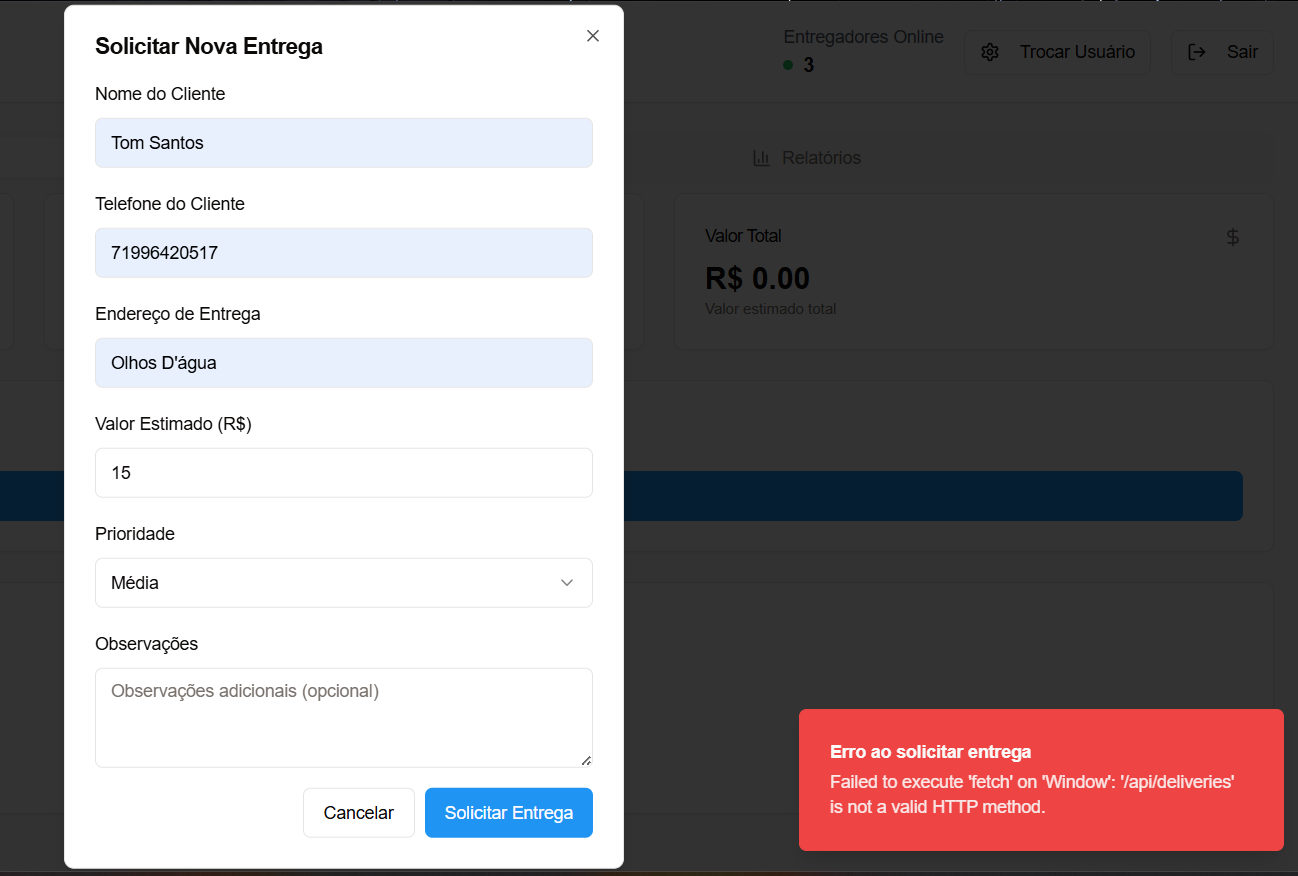 Solicitar Nova Entrega
Nome do Cliente
Tom Santos
Telefone do Cliente
71996420517
Endereço de Entrega
Olhos D'água
Valor Estimado (R$)
15
Prioridade
Média
Observações
Observações adicionais (opcional)
Cancelar
Solicitar Entrega
Entregadores Online
3
Trocar Usuário
Sair
Relatórios
Valor Total
$
R$ 0.00
Valor estimado total
Erro ao solicitar entrega
Failed to execute 'fetch' on 'Window': '/api/deliveries'
is not a valid HTTP method.